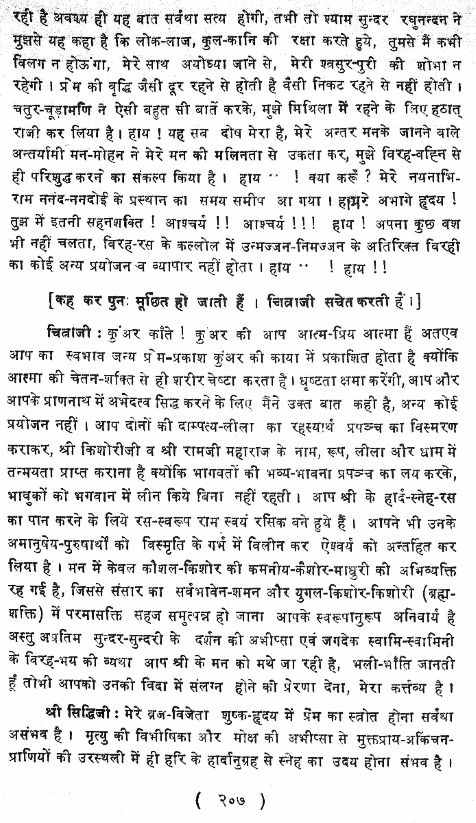 रही है अवश्य ही यह बात सर्वथा सत्य होगी, तभी तो श्याम सुन्दर रघुनन्दन ने
मुझसे यह कहा है कि लोक-लाज, कुल-कानि की रक्षा करते हुये, तुमसे मैं कभी
विलग न होऊंगा, मेरे साथ अयोध्या जाने से, मेरी श्वसुर-पुरी की शोभा न
रहेगी। प्रेम की वृद्धि जैसी दूर रहने से होती है वैसी निकट रहने से नहीं होती।
चतुर-चूड़ामणि ने ऐसी बहुत सी बातें करके, मुझे मिथिला में रहने के लिए हठात्
राजी कर लिया है। हाय! यह सब दोष मेरा है, मेरे अन्तर मनके जानने वाले
अन्तर्यामी मन-मोहन ने मेरे मन की मलिनता से उकता कर, मुझे विरह-वह्नि से
ही परिशुद्ध करने का संकल्प किया है। हाय ··! क्या करूँ? मेरे नयनाभि-
राम ननंद-ननदोई के प्रस्थान का समय समीप आ गया। हामरे अभागे हृदय!
तुझ में इतनी सहनशक्ति! आश्चर्य!! आश्चर्य!!! हाय! अपना कुछ वश
भी नहीं चलता, विरह-रस के कल्लोल में उन्मज्जन-निमज्जन के अतिरिक्त विरही
का कोई अन्य प्रयोजन व व्यापार नहीं होता। हाय ··! हाय!!
[कह कर पुनः मूर्छित हो जाती हैं। चित्राजी सचेत करती हैं।]
चित्राजी: कुंअर कांते! कुंअर की आप आत्म-प्रिय आत्मा हैं अतएव
आप का स्वभाव जन्य प्रेम-प्रकाश कुंअर की काया में प्रकाशित होता है क्योंकि
आत्मा की चेतन-शक्ति से ही शरीर चेष्टा करता है। धृष्टता क्षमा करेंगी, आप और
आपके प्राणनाथ में अभेदत्व सिद्ध करने के लिए मैंने उक्त बात कही है, अन्य कोई
प्रयोजन नहीं। आप दोनों की दाम्पत्य-लीला का रहस्यार्थ प्रपञ्च का विस्मरण
कराकर, श्री किशोरीजी व श्री रामजी महाराज के नाम, रूप, लीला और धाम में
तन्मयता प्राप्त कराना है क्योंकि भागवतों की भव्य-भावना प्रपञ्च का लय करके,
भावुकों को भगवान में लीन किये बिना नहीं रहती। आप श्री के हार्द-स्नेह-रस
का पान करने के लिये रस-स्वरूप राम स्वयं रसिक बने हुये हैं। आपने भी उनके
अमानुषेय-पुरुषार्थों को विस्मृति के गर्भ में विलीन कर ऐश्वर्य को अन्तर्हित कर
लिया है। मन में केवल कौशल-किशोर की कमनीय-कैशोर-माधुरी की अभिव्यक्ति
रह गई है, जिससे संसार का सर्वभावेन-शमन और युगल-किशोर-किशोरी (ब्रह्म-
शक्ति) में परमासक्ति सहज समुत्पन्न हो जाना आपके स्वरूपानुरूप अनिवार्य है
अस्तु अप्रतिम सुन्दर-सुन्दरी के दर्शन की अभीप्सा एवं जगदेक स्वामि-स्वामिनी
के विरह-भय की व्यथा आप श्री के मन को मथे जा रही है, भली-भाँति जानती
हूँ तोभी आपको उनकी विदा में संलग्न होने की प्रेरणा देना, मेरा कर्त्तव्य है।
श्री सिद्धिजी: मेरे व्रज-विजेता शुष्क-हृदय में प्रेम का स्त्रोत होना सर्वथा
असंभव है। मृत्यु की विभीषिका और मोक्ष की अभीप्सा से मुक्तप्राय-अकिंचन-
प्राणियों की उरस्थली में ही हरि के हार्दानुग्रह से स्नेह का उदय होना संभव है।
( २०७ )